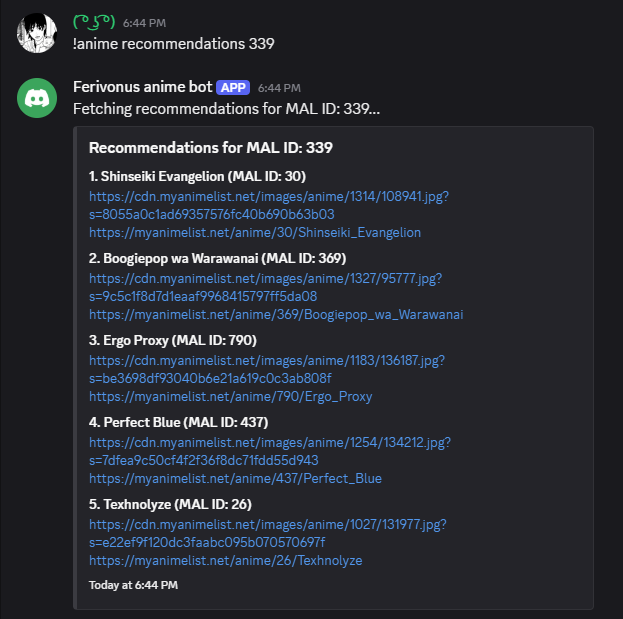 ( ͡° ͜ʖ ͡°) 6:44 PM
!anime recommendations 339
Ferivonus anime bot APP 6:44 PM
Fetching recommendations for MAL ID: 339...
Recommendations for MAL ID: 339
1. Shinseiki Evangelion (MAL ID: 30)
https://cdn.myanimelist.net/images/anime/1314/108941.jpg?
s=8055a0c1ad69357576fc40b690b63b03
https://myanimelist.net/anime/30/Shinseiki_Evangelion
2. Boogiepop wa Warawanai (MAL ID: 369)
https://cdn.myanimelist.net/images/anime/1327/95777.jpg?
s=9c5c1f8d7d1eaaf9968415797ff5da08
https://myanimelist.net/anime/369/Boogiepop_wa_Warawanai
3. Ergo Proxy (MAL ID: 790)
https://cdn.myanimelist.net/images/anime/1183/136187.jpg?
s=be3698df93040b6e21a619c0c3ab808f
https://myanimelist.net/anime/790/Ergo_Proxy
4. Perfect Blue (MAL ID: 437)
https://cdn.myanimelist.net/images/anime/1254/134212.jpg?
s=7dfea9c50cf4f2f36f8dc71fdd55d943
https://myanimelist.net/anime/437/Perfect_Blue
5. Texhnolyze (MAL ID: 26)
https://cdn.myanimelist.net/images/anime/1027/131977.jpg?
s=e22ef9f120dc3faabc095b070570697f
https://myanimelist.net/anime/26/Texhnolyze
Today at 6:44 PM